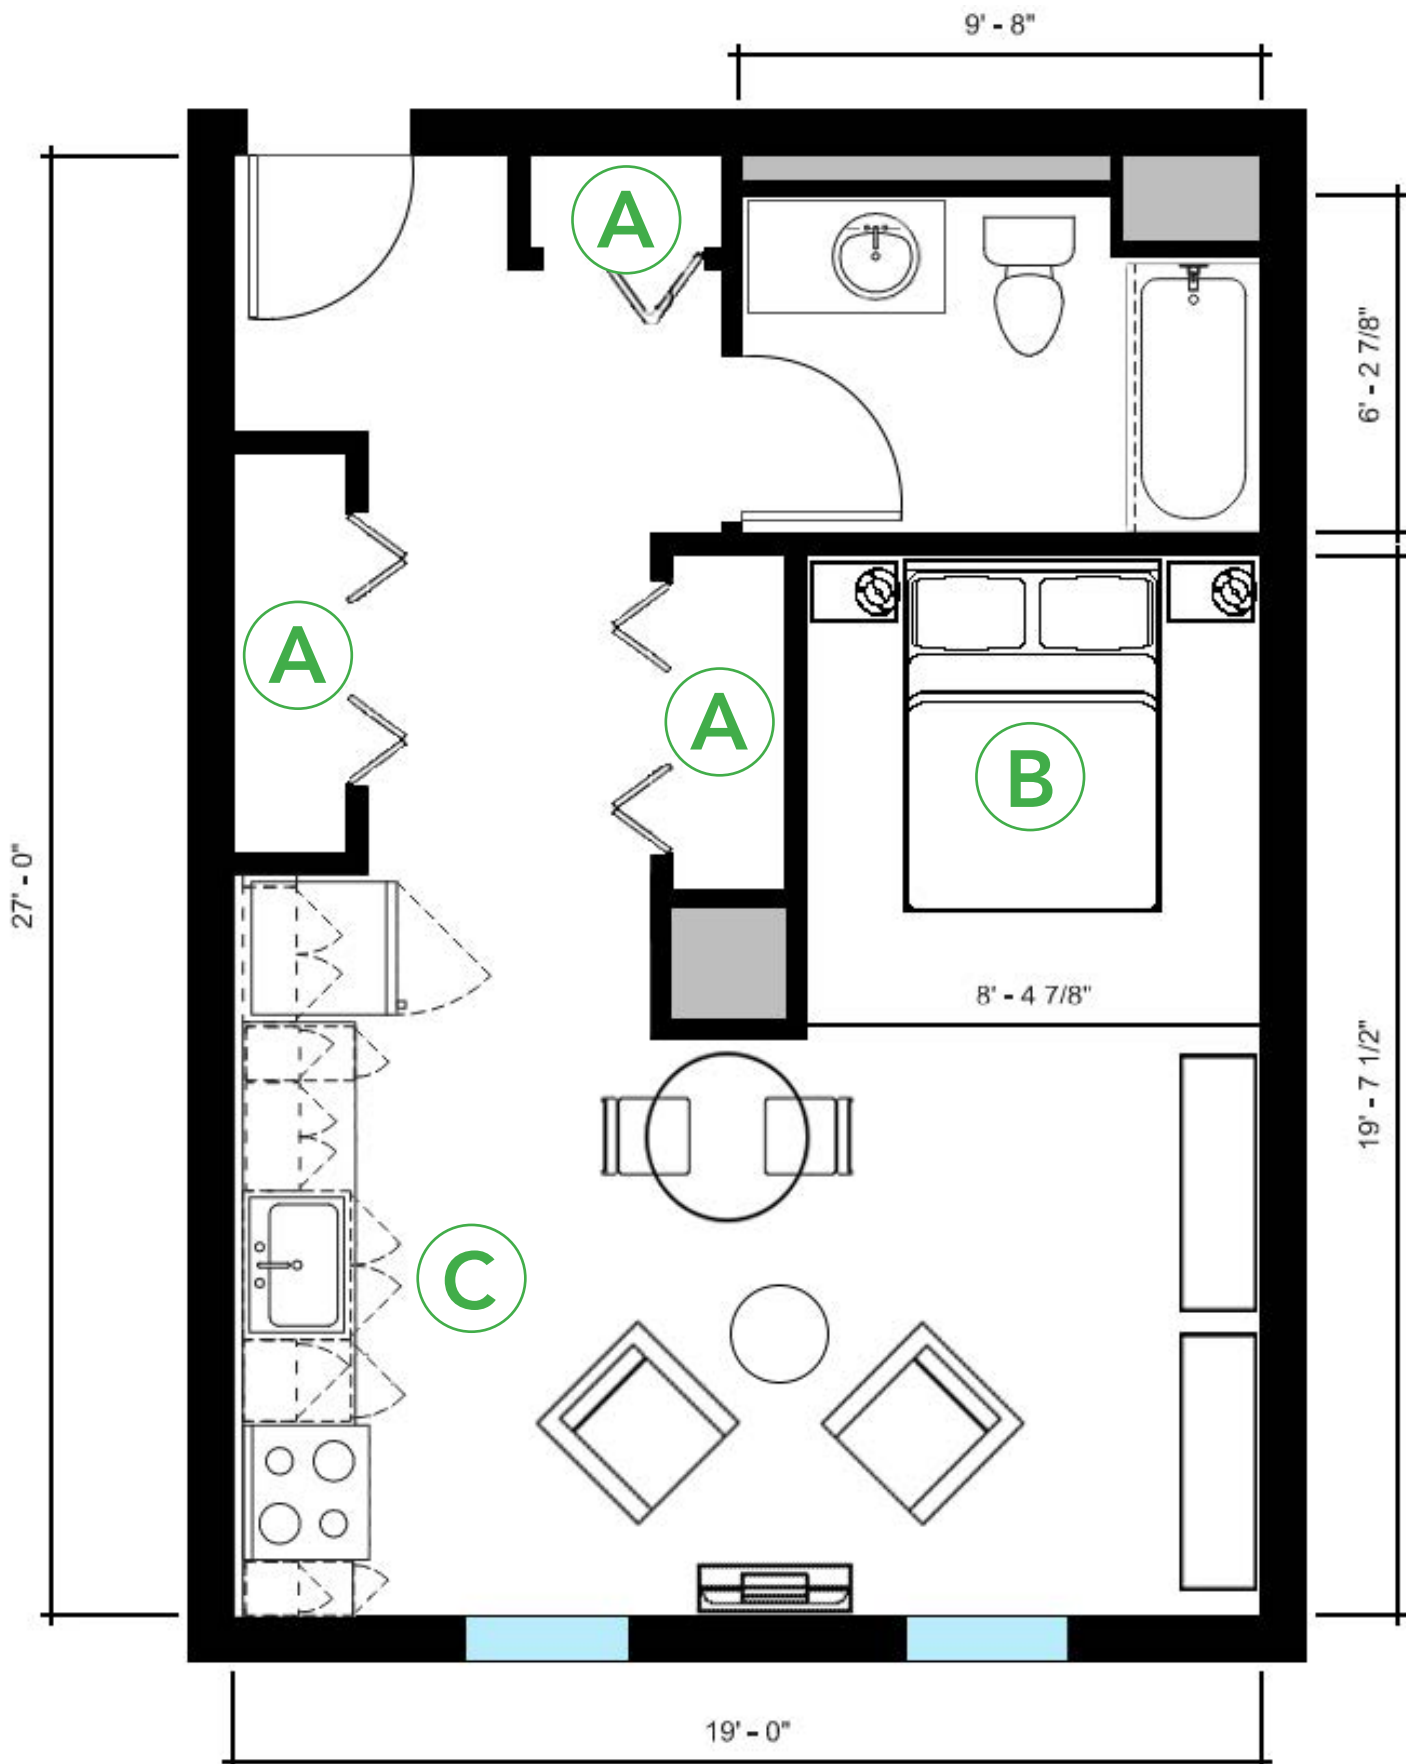 9' - 8"
A
6' - 2 7/8"
A
A
B
27' - 0"
8' - 4 7/8"
19' - 7 1/2"
C
19' - 0"